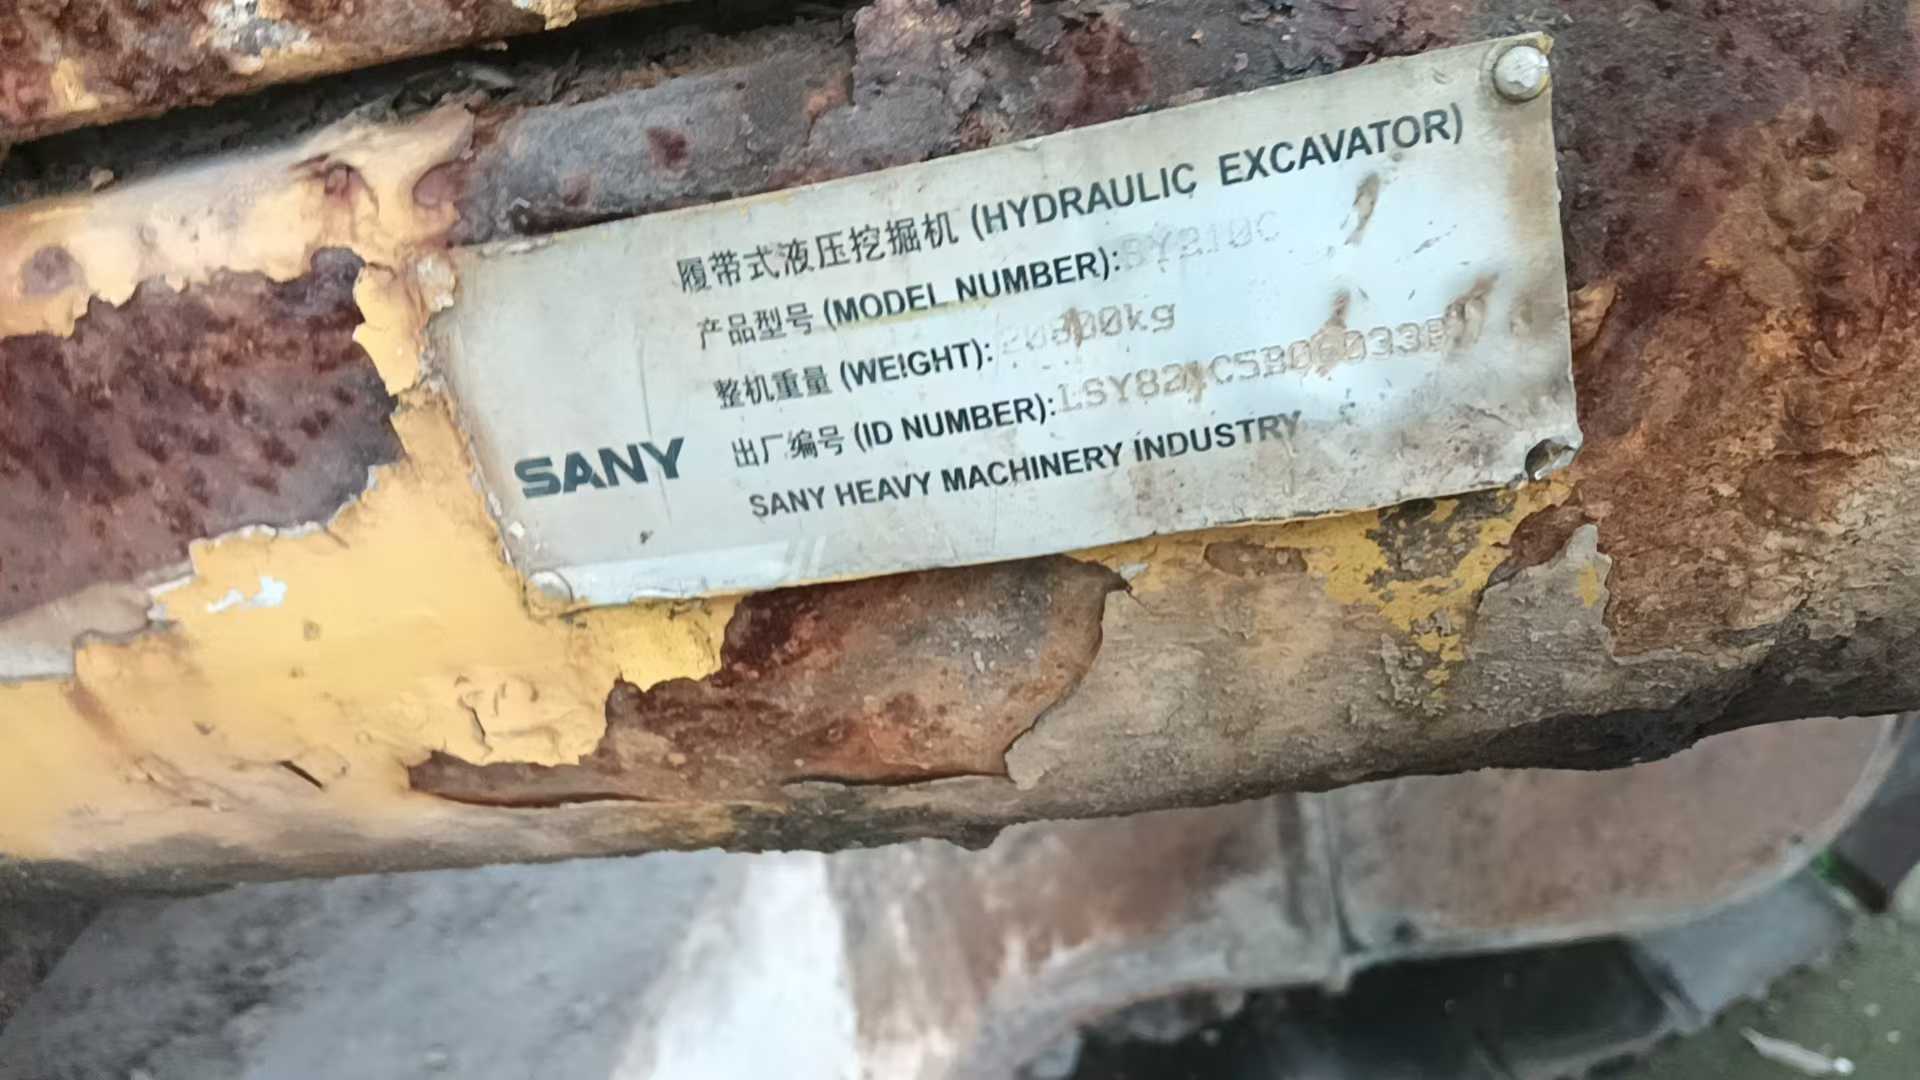 履带式液压挖掘机 (HYDRAULIC EXCAVATOR)
产品型号 (MODEL NUMBER): SY210C
整机重量 (WEIGHT):
出厂编号 (ID NUMBER):
SANY
SANY HEAVY MACHINERY INDUSTRY